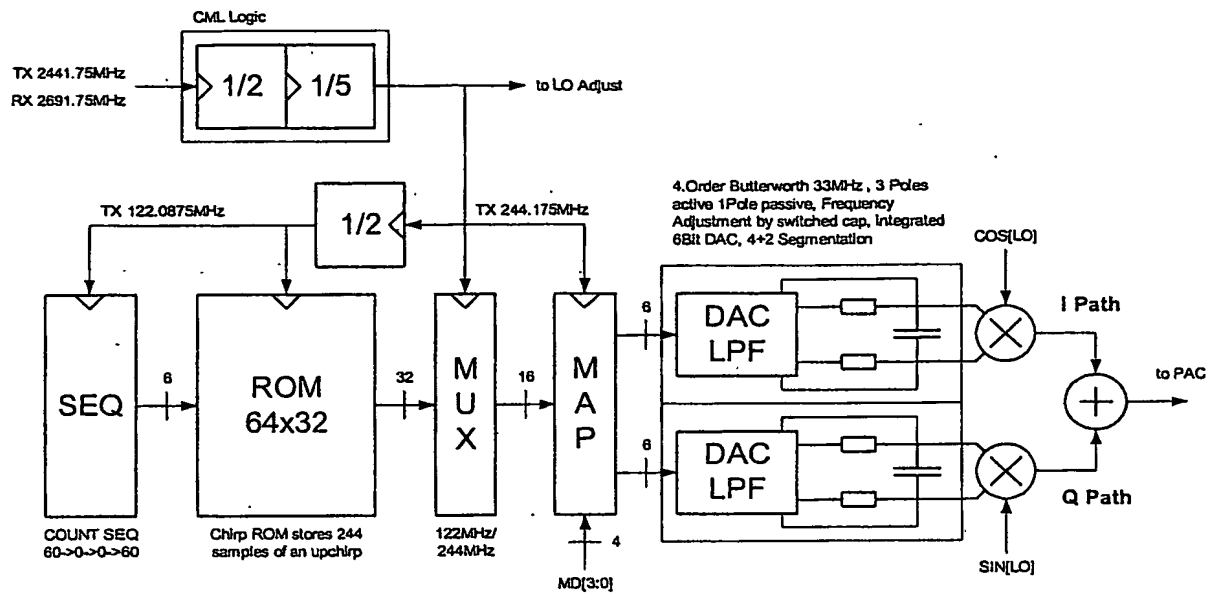 CML Logic
TX 2441.75MHz
RX 2691.75MHz
1/2
1/5
to LO Adjust
TX 122.0875MHz
1/2
TX 244.175MHz
4.Order Butterworth 33MHz , 3 Poles
active 1Pole passive, Frequency
Adjustment by switched cap, integrated
6Bit DAC, 4+2 Segmentation
COS[LO]
SEQ
6
ROM
64x32
32
MUX
16
MAP
6
DAC
LPF
I Path
to PAC
6
DAC
LPF
Q Path
SIN[LO]
COUNT SEQ
60->0->0->60
Chirp ROM stores 244
samples of an upchirp
122MHz/
244MHz
4
MD[3:0]